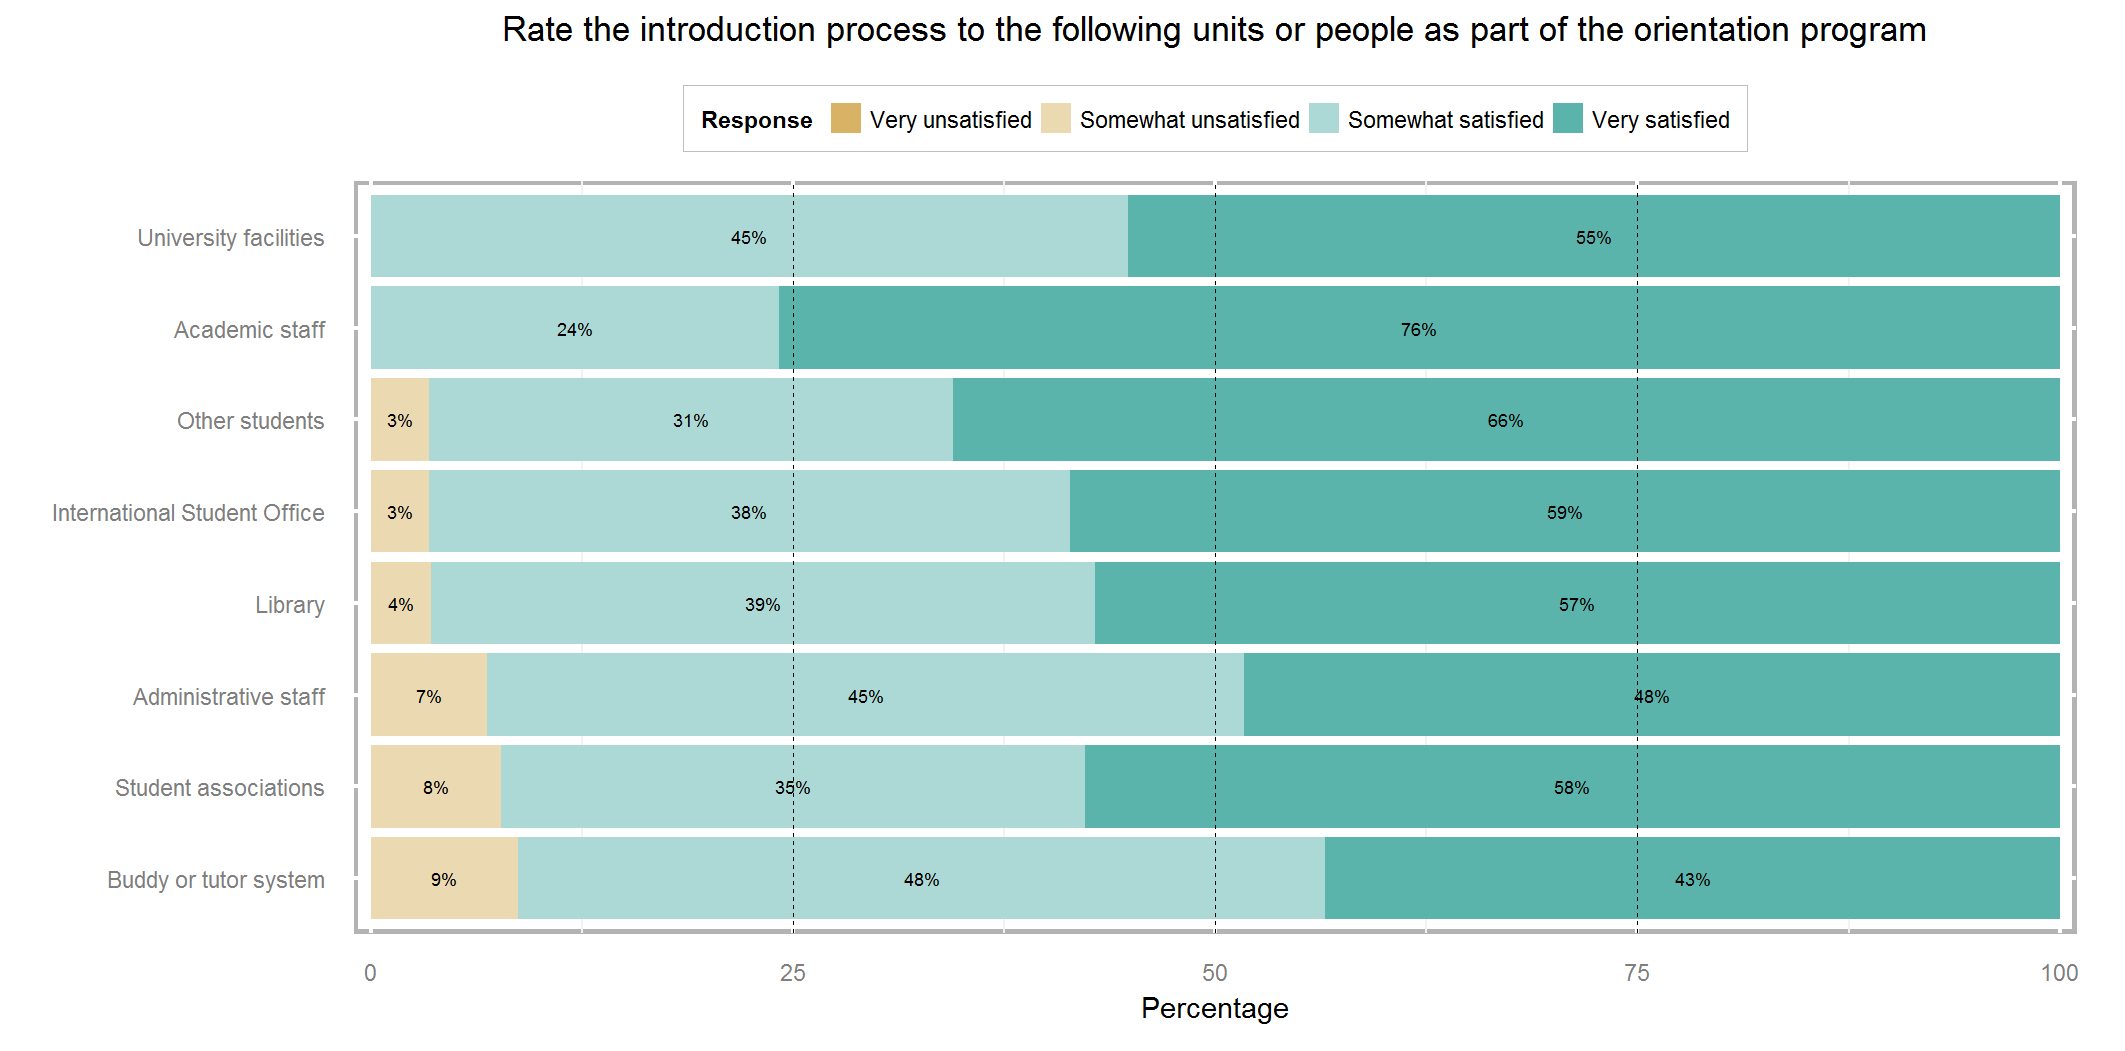 Rate the introduction process to the following units or people as part of the orientation program
Response Very unsatisfied Somewhat unsatisfied Somewhat satisfied Very satisfied
University facilities 45% 55%
Academic staff 24% 76%
Other students 3% 31% 66%
International Student Office 3% 38% 59%
Library 4% 39% 57%
Administrative staff 7% 45% 48%
Student associations 8% 35% 58%
Buddy or tutor system 9% 48% 43%
0 25 50 75 100
Percentage